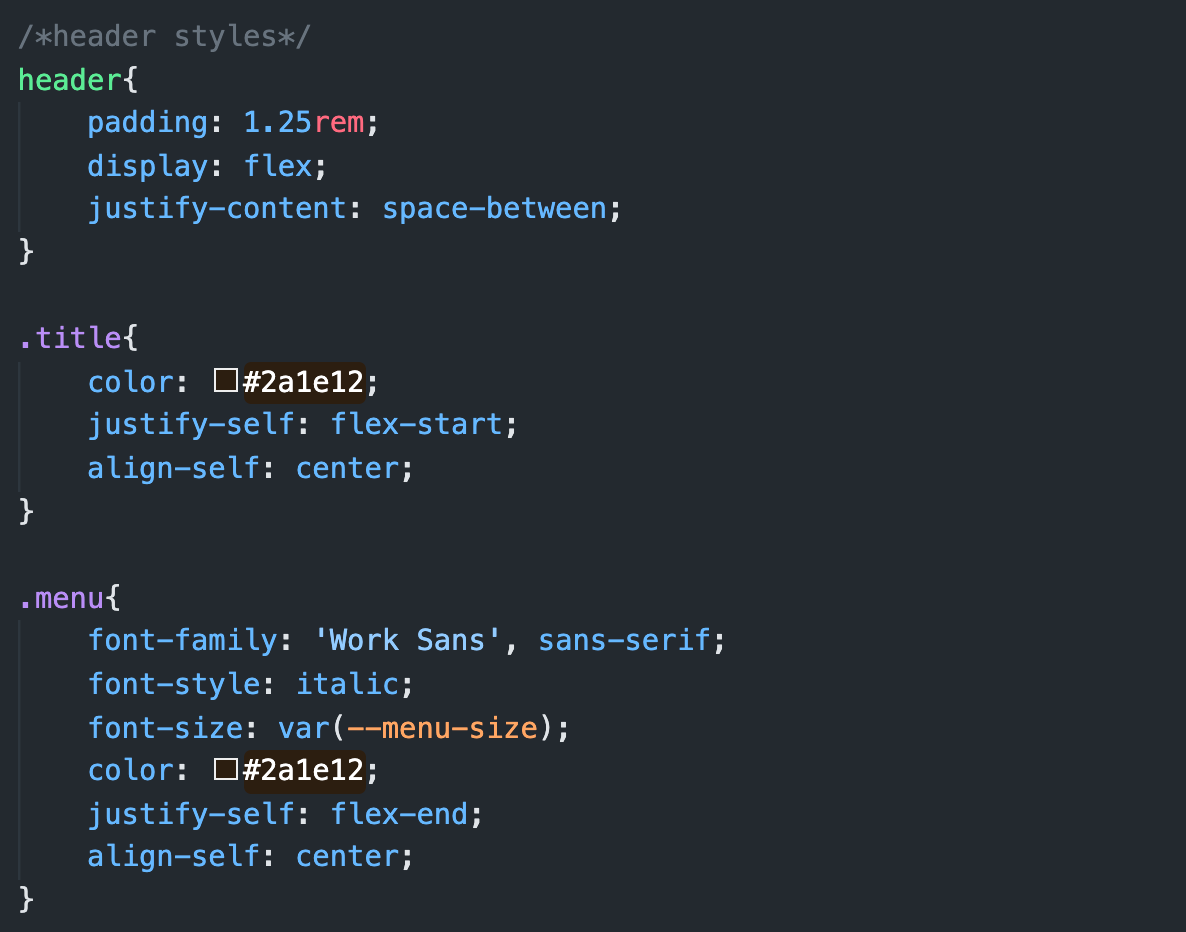 /*header styles*/
header{
    padding: 1.25rem;
    display: flex;
    justify-content: space-between;
}

.title{
    color: #2a1e12;
    justify-self: flex-start;
    align-self: center;
}

.menu{
    font-family: 'Work Sans', sans-serif;
    font-style: italic;
    font-size: var(--menu-size);
    color: #2a1e12;
    justify-self: flex-end;
    align-self: center;
}